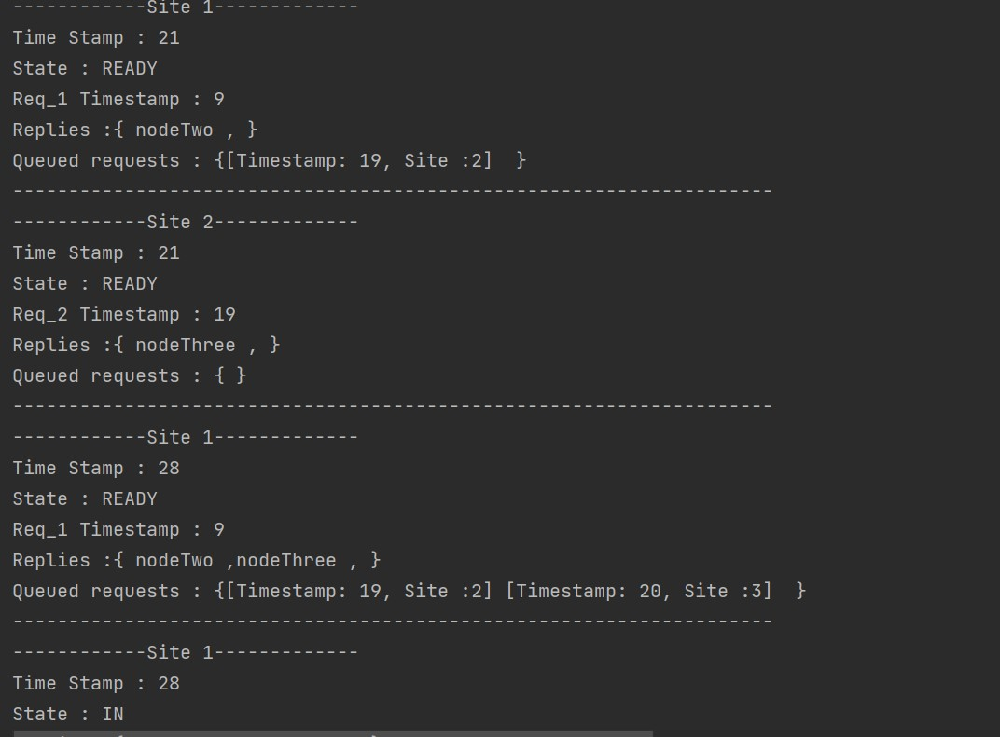 ------------Site 1-------------
Time Stamp : 21
State : READY
Req_1 Timestamp : 9
Replies :{ nodeTwo , }
Queued requests : {[Timestamp: 19, Site :2]  }
--------------------------------------------------------------------
------------Site 2-------------
Time Stamp : 21
State : READY
Req_2 Timestamp : 19
Replies :{ nodeThree , }
Queued requests : { }
--------------------------------------------------------------------
------------Site 1-------------
Time Stamp : 28
State : READY
Req_1 Timestamp : 9
Replies :{ nodeTwo ,nodeThree , }
Queued requests : {[Timestamp: 19, Site :2] [Timestamp: 20, Site :3]  }
--------------------------------------------------------------------
------------Site 1-------------
Time Stamp : 28
State : IN